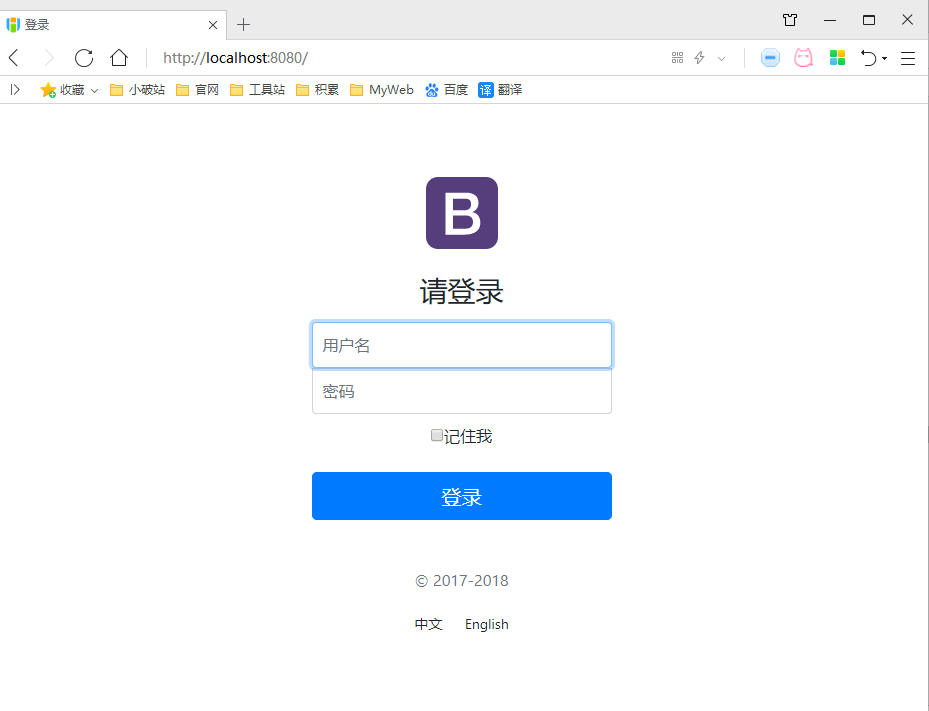 登录
http://localhost:8080/
收藏 小破站 官网 工具站 积累 MyWeb 百度 译 翻译
B
请登录
用户名
密码
记住我
登录
© 2017-2018
中文 English